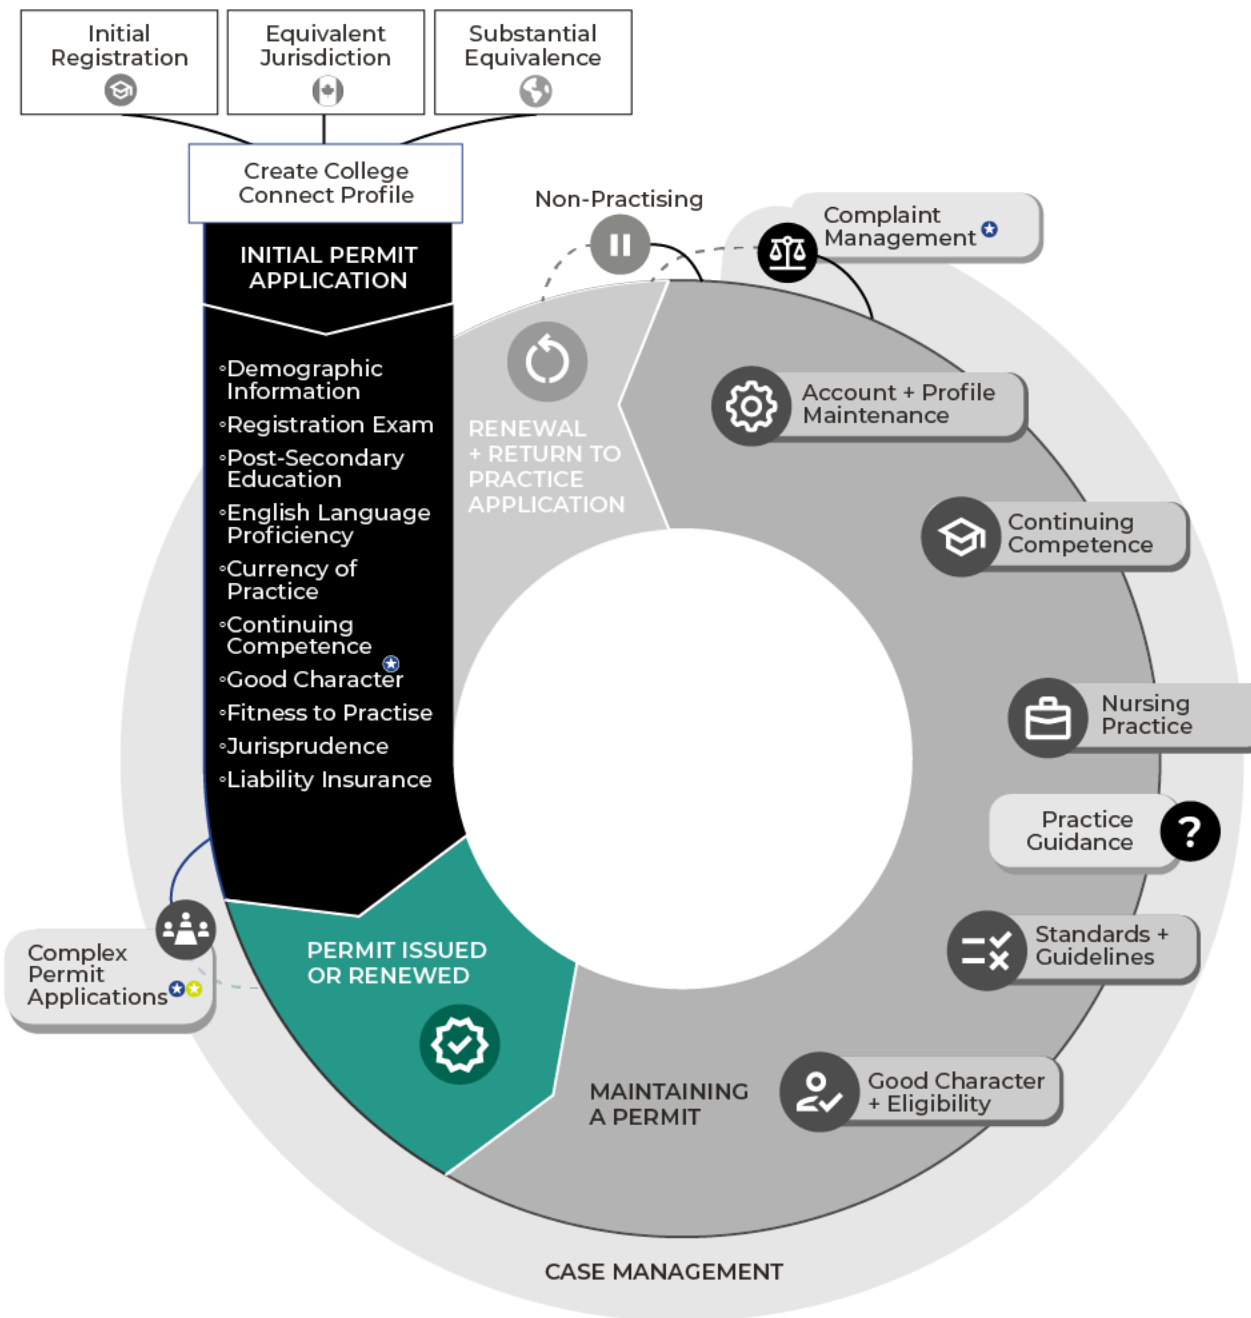 Initial
Registration
Equivalent
Jurisdiction
Substantial
Equivalence
Create College
Connect Profile
INITIAL PERMIT
APPLICATION
◦Demographic
Information
◦Registration Exam
◦Post-Secondary
Education
◦English Language
Proficiency
◦Currency of
Practice
◦Continuing
Competence
◦Good Character
◦Fitness to Practise
◦Jurisprudence
◦Liability Insurance
Non-Practising
Complaint
Management
RENEWAL
+ RETURN TO
PRACTICE
APPLICATION
Account + Profile
Maintenance
Continuing
Competence
Nursing
Practice
Practice
Guidance
?
Standards +
Guidelines
Good Character
+ Eligibility
MAINTAINING
A PERMIT
PERMIT ISSUED
OR RENEWED
Complex
Permit
Applications
CASE MANAGEMENT